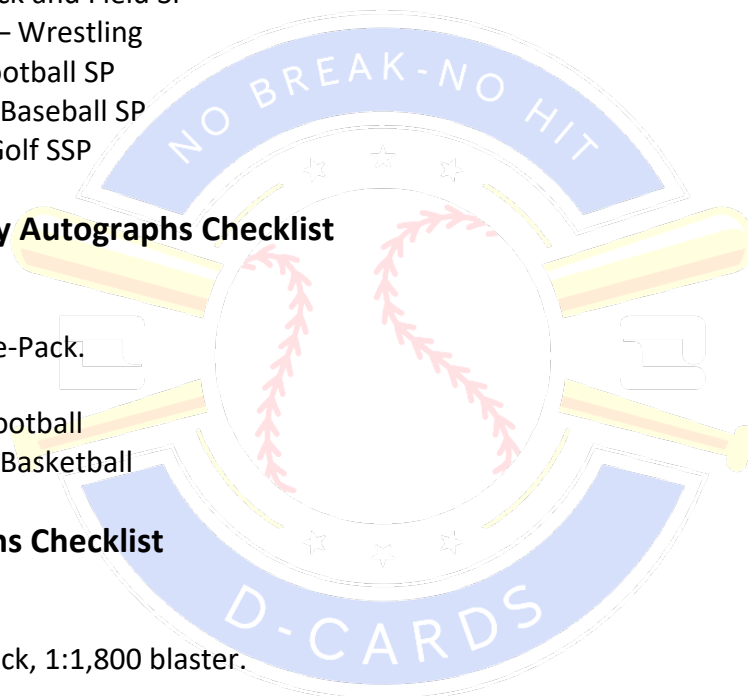 ck and Field SP
– Wrestling
ootball SP
Baseball SP
Golf SSP
y Autographs Checklist
e-Pack.
ootball
Basketball
ns Checklist
ck, 1:1,800 blaster.
NO BREAK-NO HIT
D-CARDS